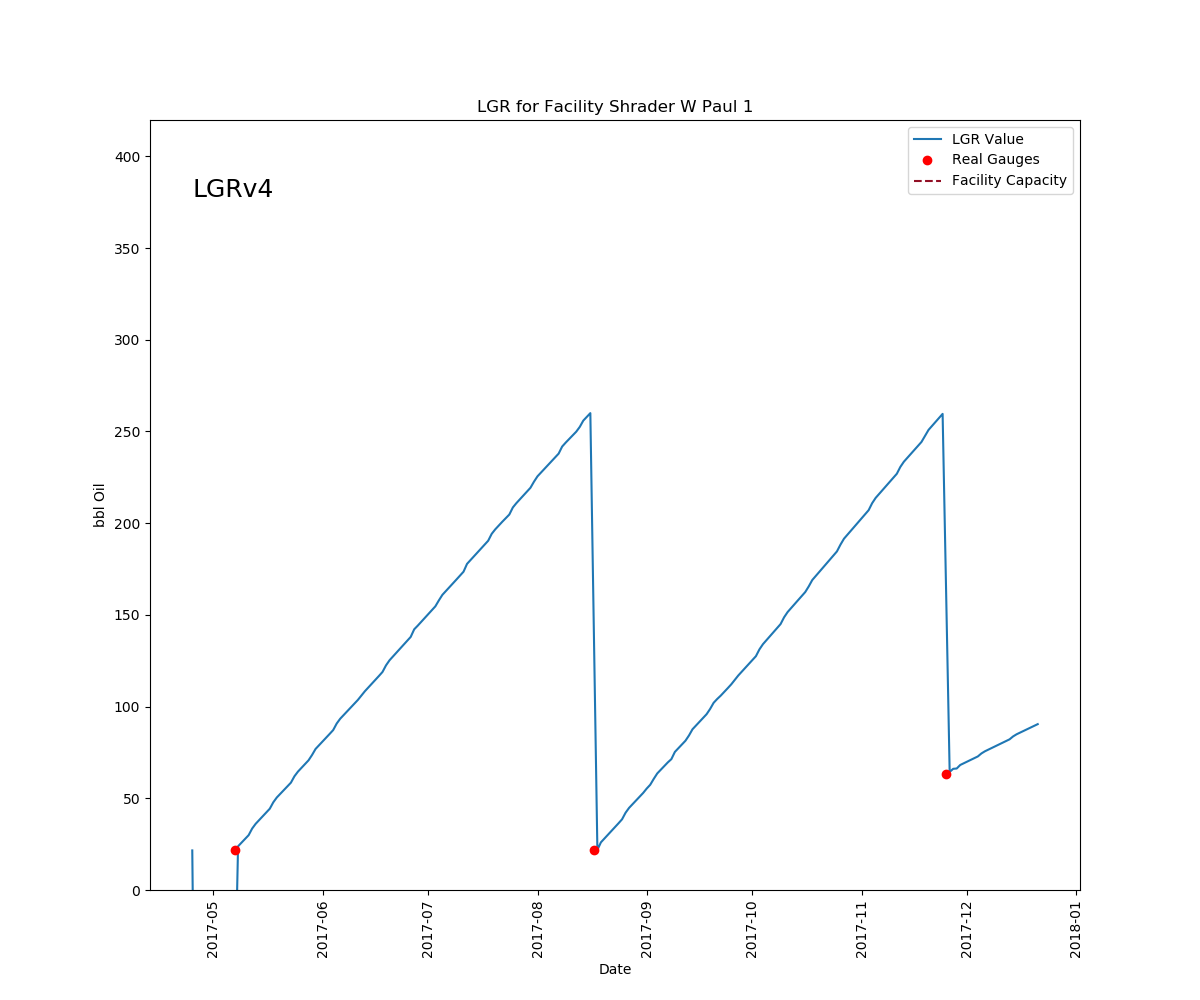 LGR for Facility Shrader W Paul 1
LGRv4
LGR Value
Real Gauges
Facility Capacity
400
350
300
250
200
150
100
50
0
bbl Oil
2017-05
2017-06
2017-07
2017-08
2017-09
2017-10
2017-11
2017-12
2018-01
Date